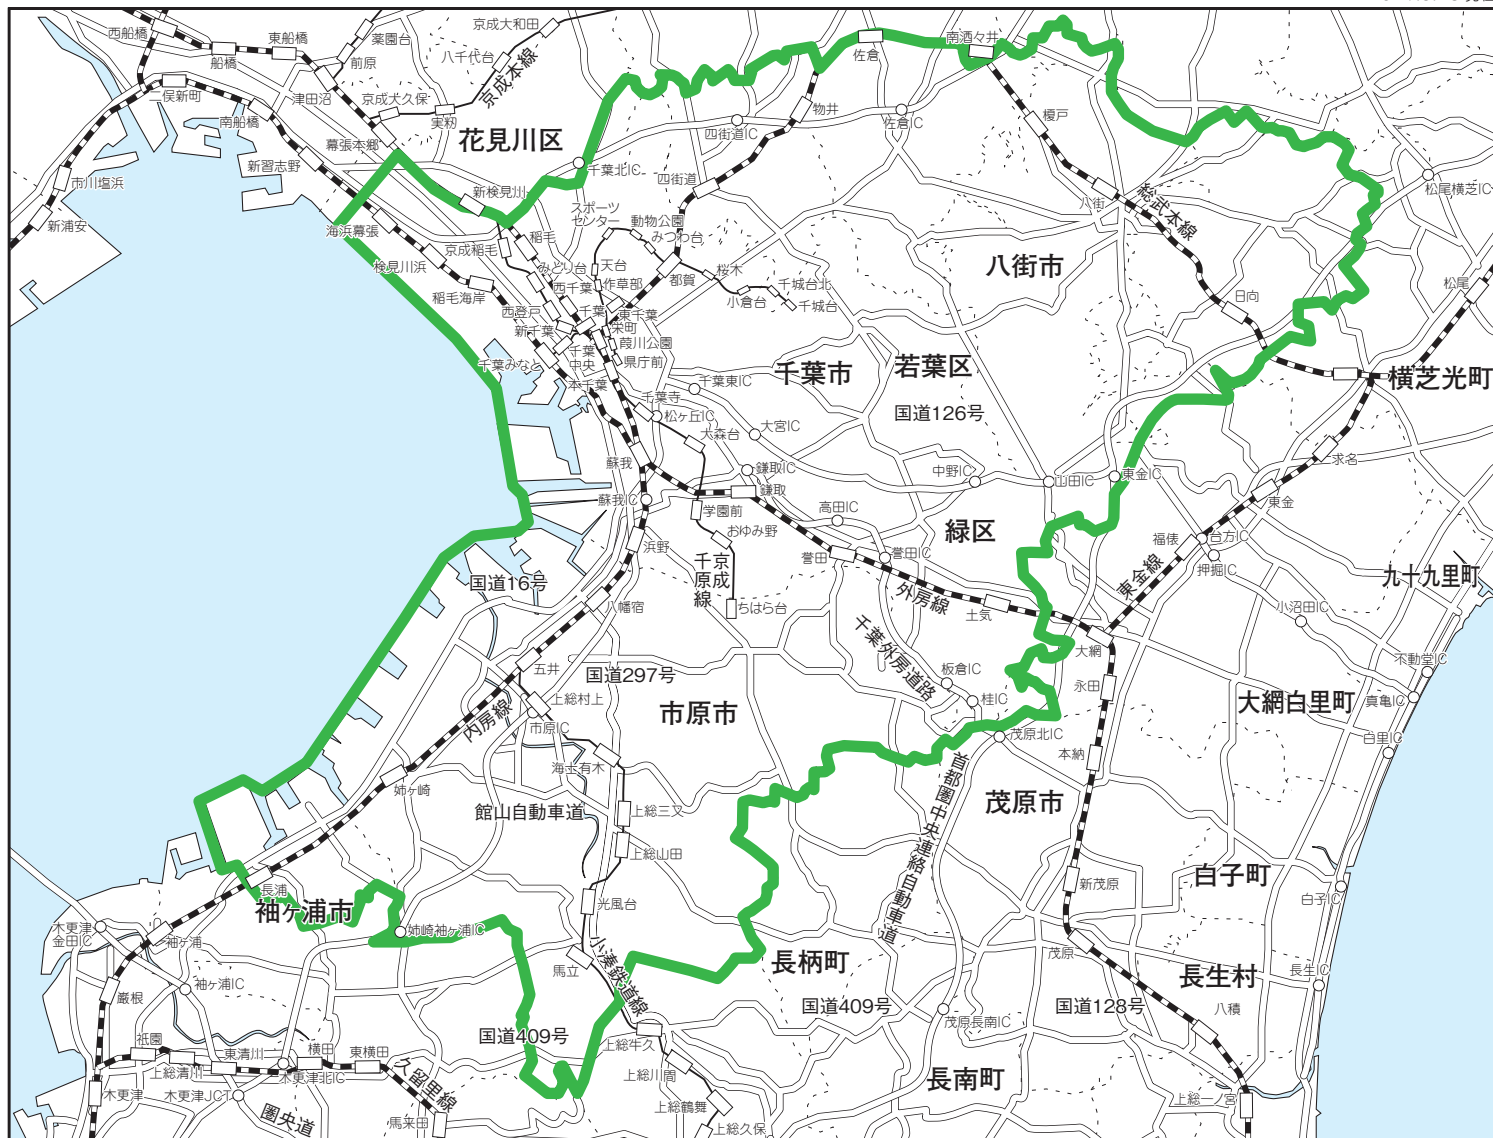 西船橋
東船橋
船橋
薬園台
前原
京成大和田
八千代台
京成本線
二俣新町
津田沼
京成大久保
実籾
南船橋
幕張本郷
花見川区
新習志野
市川塩浜
新浦安
海浜幕張
新検見川
検見川浜
京成稲毛
稲毛
稲毛海岸
みどり台
西千葉
西登戸
新千葉
千葉みなと
千葉
千葉中央
本千葉
東千葉
栄町
葭川公園
県庁前
作草部
天台
スポーツ
センター
動物公園
みつわ台
都賀
桜木
小倉台
千城台北
千城台
千葉北IC
四街道IC
四街道
物井
佐倉
佐倉IC
南酒々井
榎戸
八街
総武本線
八街市
日向
松尾横芝IC
松尾
横芝光町
千葉市
若葉区
国道126号
千葉東IC
千葉寺
松ヶ丘IC
大宮IC
大森台
蘇我
蘇我IC
鎌取IC
鎌取
中野IC
山田IC
東金IC
求名
東金
高田IC
学園前
おゆみ野
浜野
緑区
誉田
誉田IC
福俵
台方IC
押掘IC
東金線
九十九里町
小沼田IC
国道16号
京成
千原線
ちはら台
外房線
土気
大網
八幡宿
千葉外房道路
板倉IC
桂IC
永田
不動堂IC
大網白里町
真亀IC
白里IC
五井
国道297号
上総村上
市原市
内房線
市原IC
茂原北IC
本納
首都圏中央連絡自動車道
茂原市
海士有木
姉ヶ崎
館山自動車道
上総三又
上総山田
新茂原
白子町
白子IC
長浦
袖ヶ浦市
光風台
姉崎袖ヶ浦IC
木更津
金田IC
袖ヶ浦
袖ヶ浦IC
馬立
小湊鉄道線
長柄町
茂原
長生村
長生IC
巌根
国道409号
国道409号
国道128号
八積
茂原長南IC
祇園
上総清川
東清川
横田
東横田
木更津北IC
木更津
木更津JCT
久留里線
圏央道
馬来田
上総牛久
上総川間
上総鶴舞
上総久保
長南町
上総一ノ宮